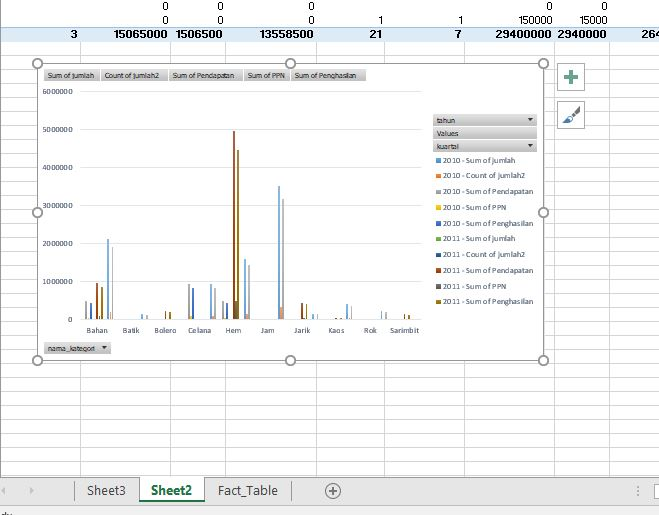 0 0 0 0
0 0 1 1 150000 15000
3 15065000 1506500 13558500 21 7 29400000 2940000 264
Sum of jumlah Count of jumlah2 Sum of Pendapatan Sum of PPN Sum of Penghasilan
6000000
5000000
4000000
3000000
2000000
1000000
0
Bahan Batik Bolero Celana Hem Jam Jarik Kaos Rok Sarimbit
nama_kategori
tahun
Values
kuartal
2010 - Sum of jumlah
2010 - Count of jumlah2
2010 - Sum of Pendapatan
2010 - Sum of PPN
2010 - Sum of Penghasilan
2011 - Sum of jumlah
2011 - Count of jumlah2
2011 - Sum of Pendapatan
2011 - Sum of PPN
2011 - Sum of Penghasilan
Sheet3 Sheet2 Fact_Table